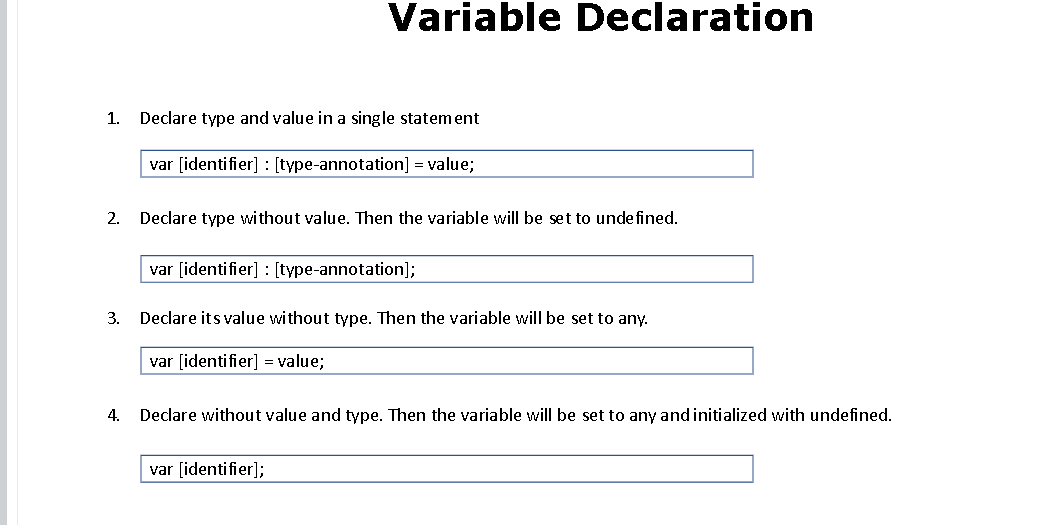 Variable Declaration
1. Declare type and value in a single statement
var [identifier] : [type-annotation] = value;
2. Declare type without value. Then the variable will be set to undefined.
var [identifier] : [type-annotation];
3. Declare its value without type. Then the variable will be set to any.
var [identifier] = value;
4. Declare without value and type. Then the variable will be set to any and initialized with undefined.
var [identifier];